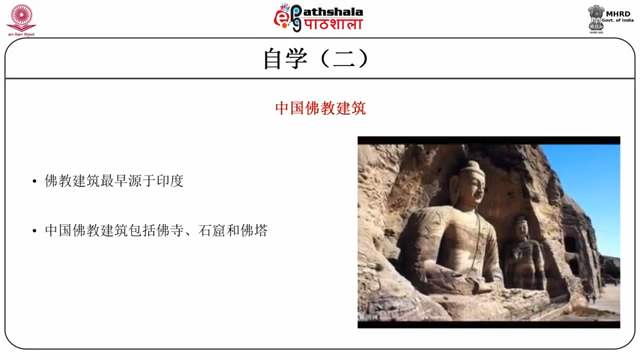 ePathshala
पाठशाला
MHRD
Govt. of India
自学（二）
中国佛教建筑
• 佛教建筑最早源于印度
• 中国佛教建筑包括佛寺、石窟和佛塔